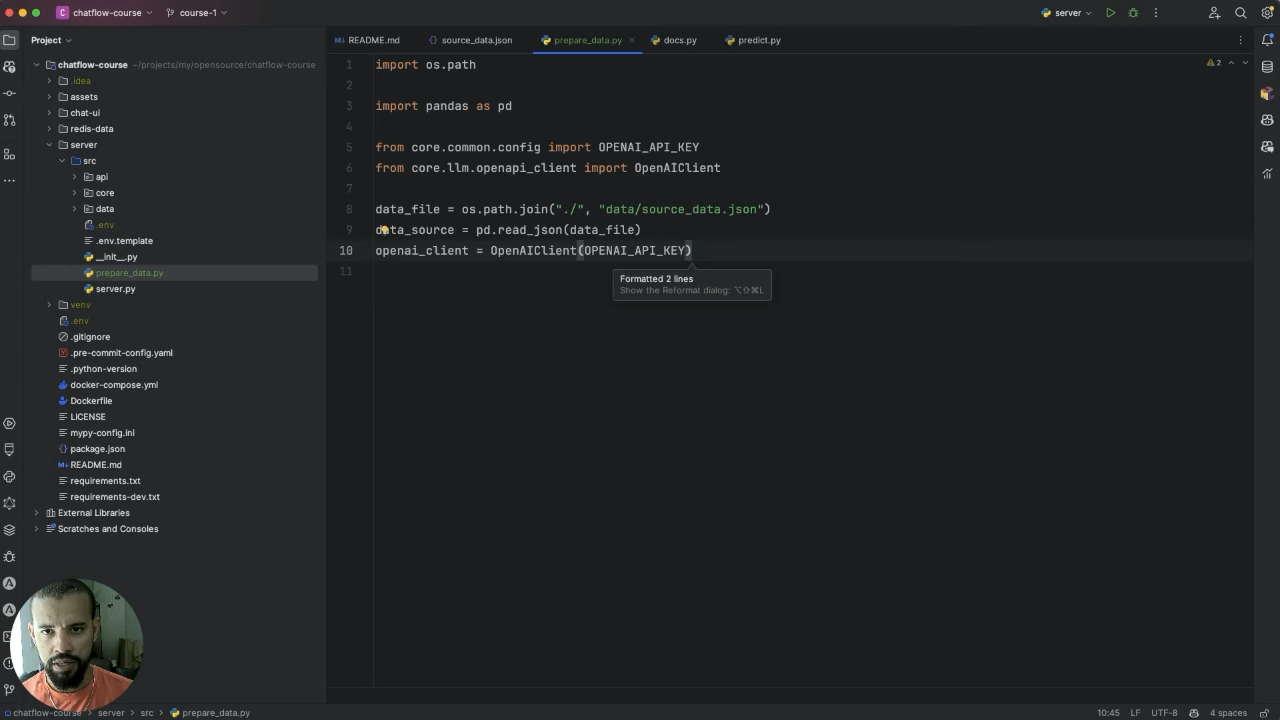 C chatflow-course course-1 server
Project
README.md source_data.json prepare_data.py docs.py predict.py
chatflow-course ~/projects/my/opensource/chatflow-course
.idea
assets
chat-ui
redis-data
server
src
api
core
data
.env
.env.template
__init__.py
prepare_data.py
server.py
venv
.env
.gitignore
.pre-commit-config.yaml
.python-version
docker-compose.yml
Dockerfile
LICENSE
mypy-config.ini
package.json
README.md
requirements.txt
requirements-dev.txt
External Libraries
Scratches and Consoles
1 import os.path
2
3 import pandas as pd
4
5 from core.common.config import OPENAI_API_KEY
6 from core.llm.openapi_client import OpenAIClient
7
8 data_file = os.path.join("./", "data/source_data.json")
9 data_source = pd.read_json(data_file)
10 openai_client = OpenAIClient(OPENAI_API_KEY)
11
2
Formatted 2 lines
Show the Reformat dialog: ⌥⇧⌘L
chatflow-course > server > src > prepare_data.py 10:45 LF UTF-8 4 spaces